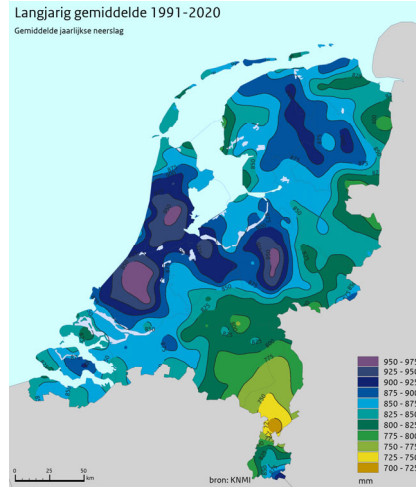 Langjarig gemiddelde 1991-2020
Gemiddelde jaarlijkse neerslag
950 - 975
925 - 950
900 - 925
875 - 900
850 - 875
825 - 850
800 - 825
775 - 800
750 - 775
725 - 750
700 - 725
mm
0 25 50
km
bron: KNMI